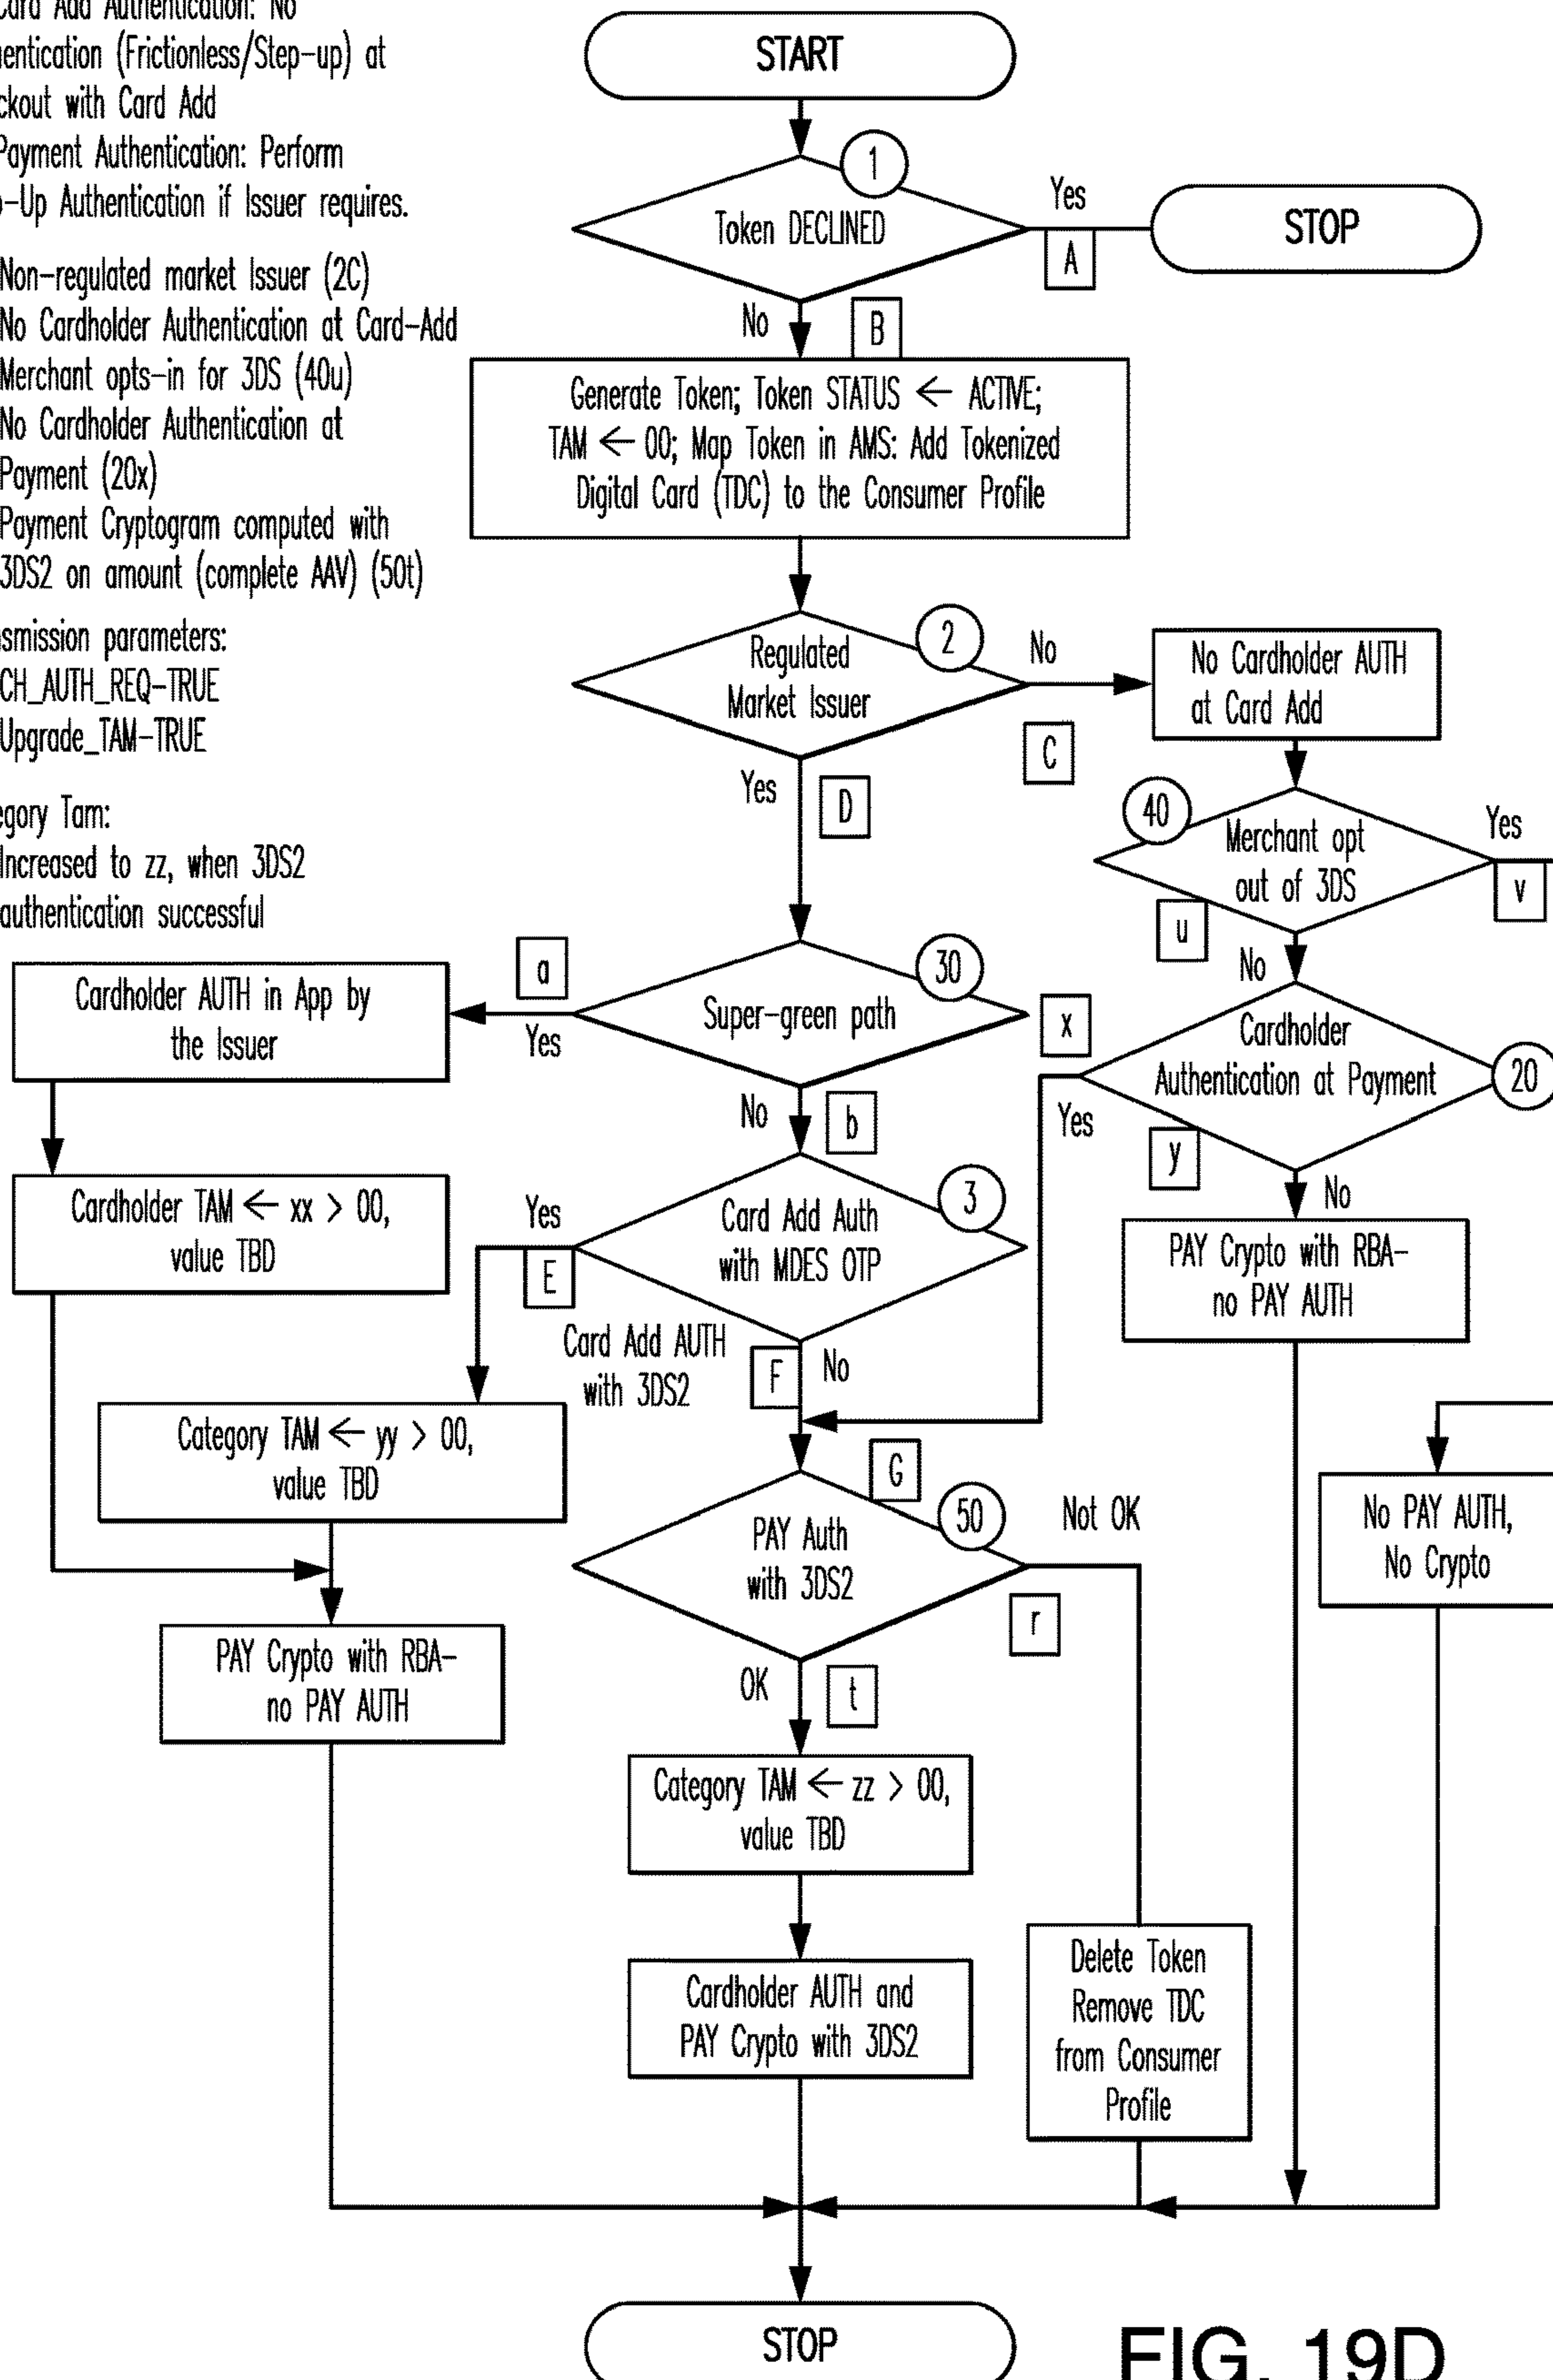 Card Add Authentication: No
entication (Frictionless/Step-up) at
ckout with Card Add
Payment Authentication: Perform
-Up Authentication if Issuer requires.
Non-regulated market Issuer (2C)
No Cardholder Authentication at Card-Add
Merchant opts-in for 3DS (40u)
No Cardholder Authentication at
Payment (20x)
Payment Cryptogram computed with
3DS2 on amount (complete AAV) (50t)
smission parameters:
CH_AUTH_REQ-TRUE
Upgrade_TAM-TRUE
egory Tam:
Increased to zz, when 3DS2
authentication successful
START
1
Token DECLINED
Yes
A
STOP
No
B
Generate Token; Token STATUS ← ACTIVE;
TAM ← 00; Map Token in AMS: Add Tokenized
Digital Card (TDC) to the Consumer Profile
2
Regulated
Market Issuer
No
C
No Cardholder AUTH
at Card Add
Yes
D
40
Merchant opt
out of 3DS
Yes
v
u
No
a
Yes
30
Super-green path
Cardholder AUTH in App by
the Issuer
x
Yes
Cardholder
Authentication at Payment
20
No
b
y
No
Cardholder TAM ← xx > 00,
value TBD
Yes
E
3
Card Add Auth
with MDES OTP
PAY Crypto with RBA-
no PAY AUTH
Card Add AUTH
with 3DS2
F
No
Category TAM ← yy > 00,
value TBD
G
50
PAY Auth
with 3DS2
Not OK
r
No PAY AUTH,
No Crypto
PAY Crypto with RBA-
no PAY AUTH
OK
t
Category TAM ← zz > 00,
value TBD
Cardholder AUTH and
PAY Crypto with 3DS2
Delete Token
Remove TDC
from Consumer
Profile
STOP
FIG. 19D